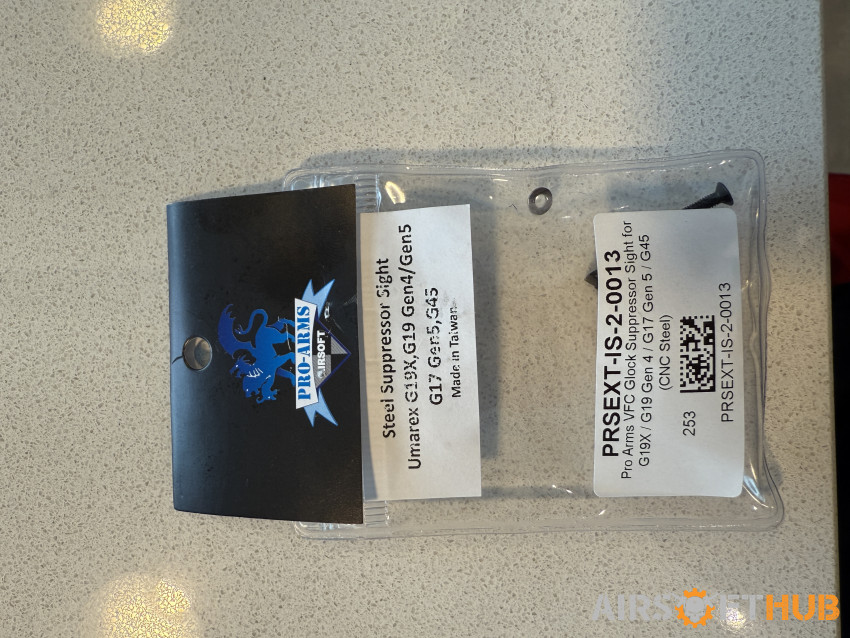 PRO-ARMS
AIRSOFT
Steel Suppressor Sight
Umarex G19X,G19 Gen4/Gen5
G17 Gen5,G45
Made in Taiwan
PRSEXT-IS-2-0013
Pro Arms VFC Glock Suppressor Sight for
G19X / G19 Gen 4 / G17 Gen 5 / G45
(CNC Steel)
253
PRSEXT-IS-2-0013
AIRSOFTHUB